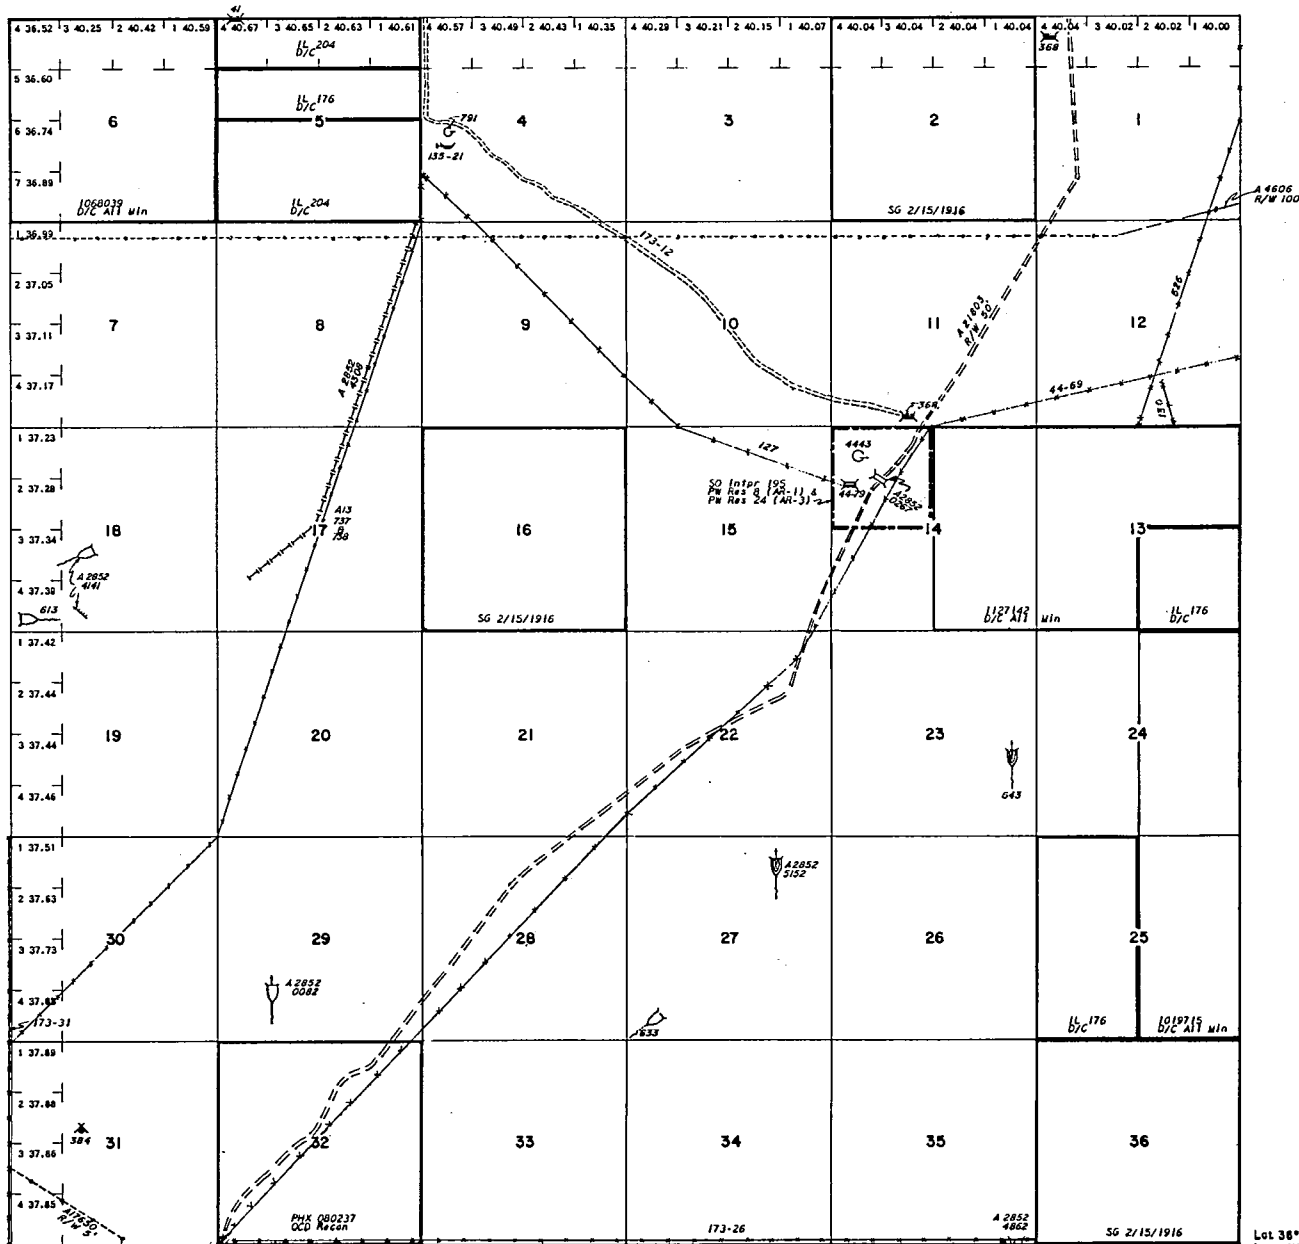 41
4 36.52 3 40.25 2 40.42 1 40.59 4 40.67 3 40.65 2 40.63 1 40.61 4 40.57 3 40.49 2 40.43 1 40.35 4 40.29 3 40.21 2 40.15 1 40.07 4 40.04 3 40.04 2 40.04 1 40.04 4 40.04 3 40.02 2 40.02 1 40.00
IL 204
D/C
368
5 36.60
IL 176
D/C
791
6 36.74
6 5 4 3 2 1
135-21
7 36.89
1068039
D/C All Min
IL 204
D/C
SG 2/15/1916
A 4606
R/W 100
1 36.99
173-12
2 37.05
626
A 21803
R/W 50'
3 37.11
7 8 9 10 11 12
A 2852
4308
4 37.17
44-69
368
130
1 37.23
127
4443
2 37.28
SO Intpr 195
PW Res 8 (AR-1) &
PW Res 24 (AR-3)
44-79
A2852
0267
A13
737
&
738
3 37.34
18 17 16 15 14 13
A 2852
4141
4 37.38
613
SG 2/15/1916
1127142
D/C All Min
IL 176
D/C
1 37.42
2 37.44
3 37.44
19 20 21 22 23 24
643
4 37.46
1 37.51
A2852
5152
2 37.63
3 37.73
30 29 28 27 26 25
A 2852
0082
4 37.83
173-31
633
IL 176
D/C
1019715
D/C All Min
1 37.89
2 37.88
384
3 37.86
31 32 33 34 35 36
4 37.85
A17650
R/W 5'
PHX 080237
OCD Recon
173-26
A 2852
4862
SG 2/15/1916
Lat 36°